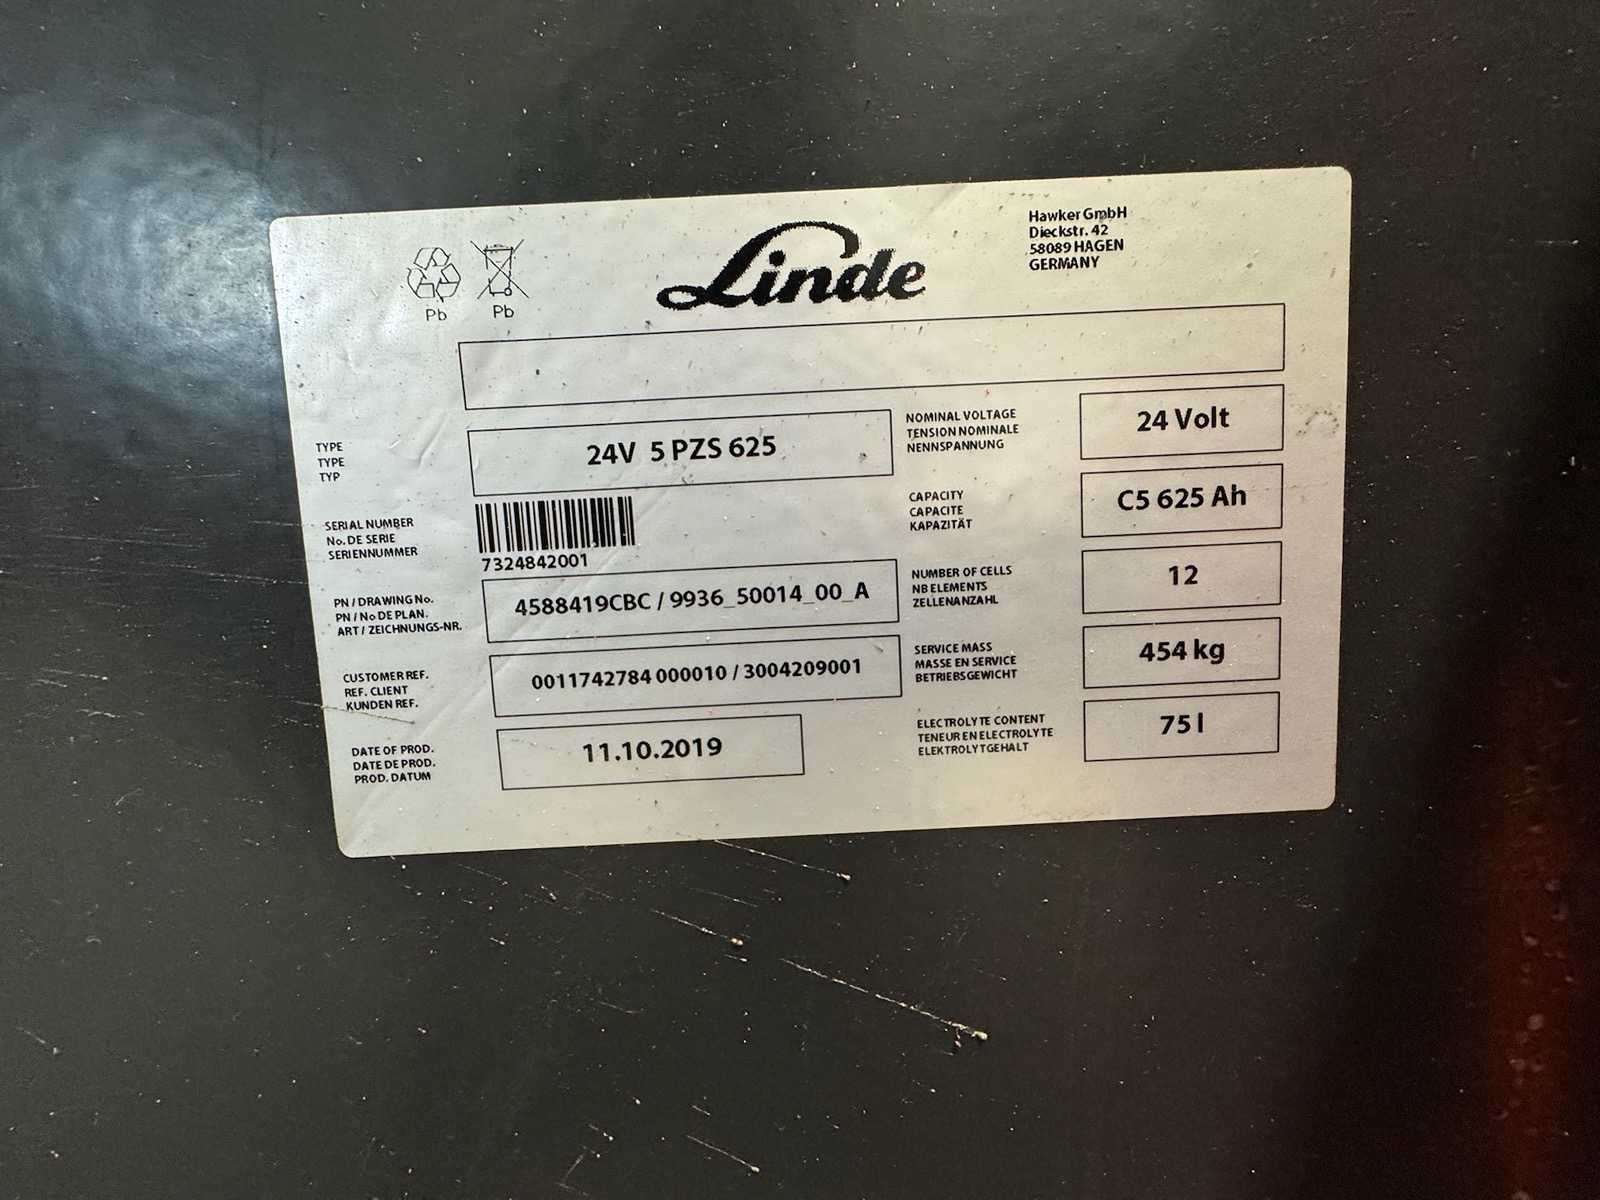 Linde
Hawker GmbH
Dieckstr. 42
58089 HAGEN
GERMANY
Pb
Pb
TYPE
TYPE
TYP
24V 5 PZS 625
NOMINAL VOLTAGE
TENSION NOMINALE
NENNSPANNUNG
24 Volt
SERIAL NUMBER
No. DE SERIE
SERIENNUMMER
7324842001
CAPACITY
CAPACITE
KAPAZITÄT
C5 625 Ah
PN / DRAWING No.
PN / No DE PLAN.
ART / ZEICHNUNGS-NR.
4588419CBC / 9936_50014_00_A
NUMBER OF CELLS
NB ELEMENTS
ZELLENANZAHL
12
CUSTOMER REF.
REF. CLIENT
KUNDEN REF.
0011742784 000010 / 3004209001
SERVICE MASS
MASSE EN SERVICE
BETRIEBSGEWICHT
454 kg
DATE OF PROD.
DATE DE PROD.
PROD. DATUM
11.10.2019
ELECTROLYTE CONTENT
TENEUR EN ELECTROLYTE
ELEKTROLYTGEHALT
75 l